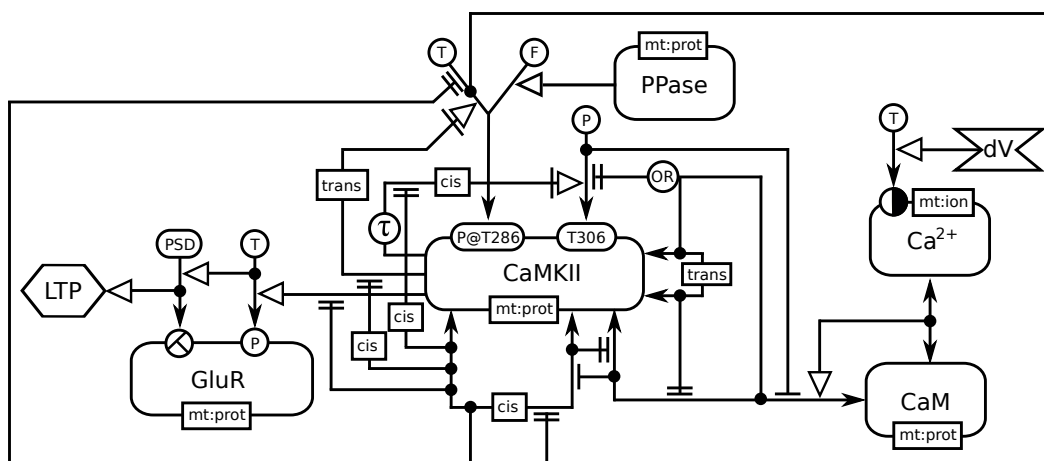 T
F
mt:prot
PPase
P
T
dV
trans
cis
OR
mt:ion
τ
P@T286
T306
Ca2+
PSD
T
CaMKII
trans
LTP
mt:prot
cis
P
cis
GluR
CaM
mt:prot
cis
mt:prot